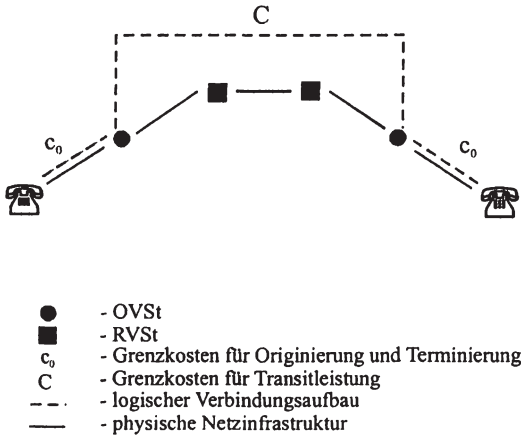 C
c₀
c₀
- OVSt
- RVSt
c₀ - Grenzkosten für Originierung und Terminierung
C - Grenzkosten für Transitleistung
- logischer Verbindungsaufbau
- physische Netzinfrastruktur